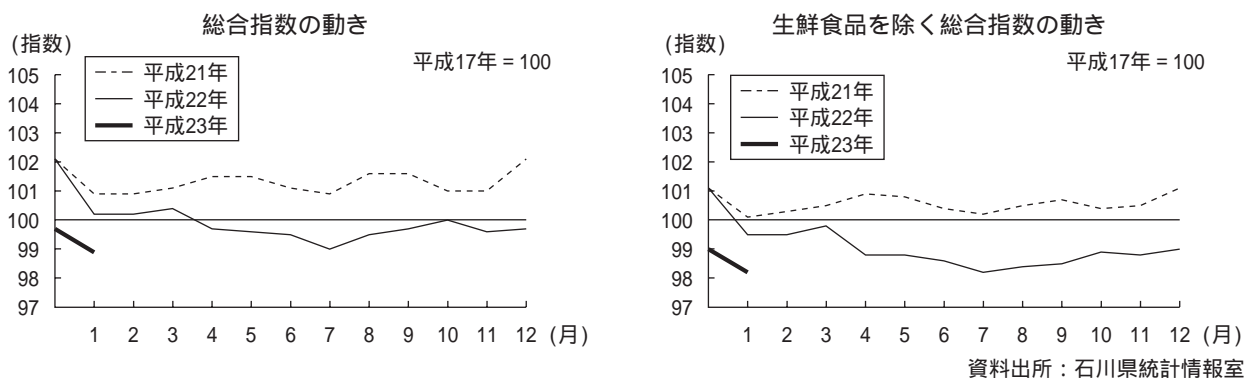 総合指数の動き
(指数)
平成17年 = 100
105
104
103
102
101
100
99
98
97
平成21年
平成22年
平成23年
1 2 3 4 5 6 7 8 9 10 11 12 (月)
生鮮食品を除く総合指数の動き
(指数)
平成17年 = 100
105
104
103
102
101
100
99
98
97
平成21年
平成22年
平成23年
1 2 3 4 5 6 7 8 9 10 11 12 (月)
資料出所：石川県統計情報室